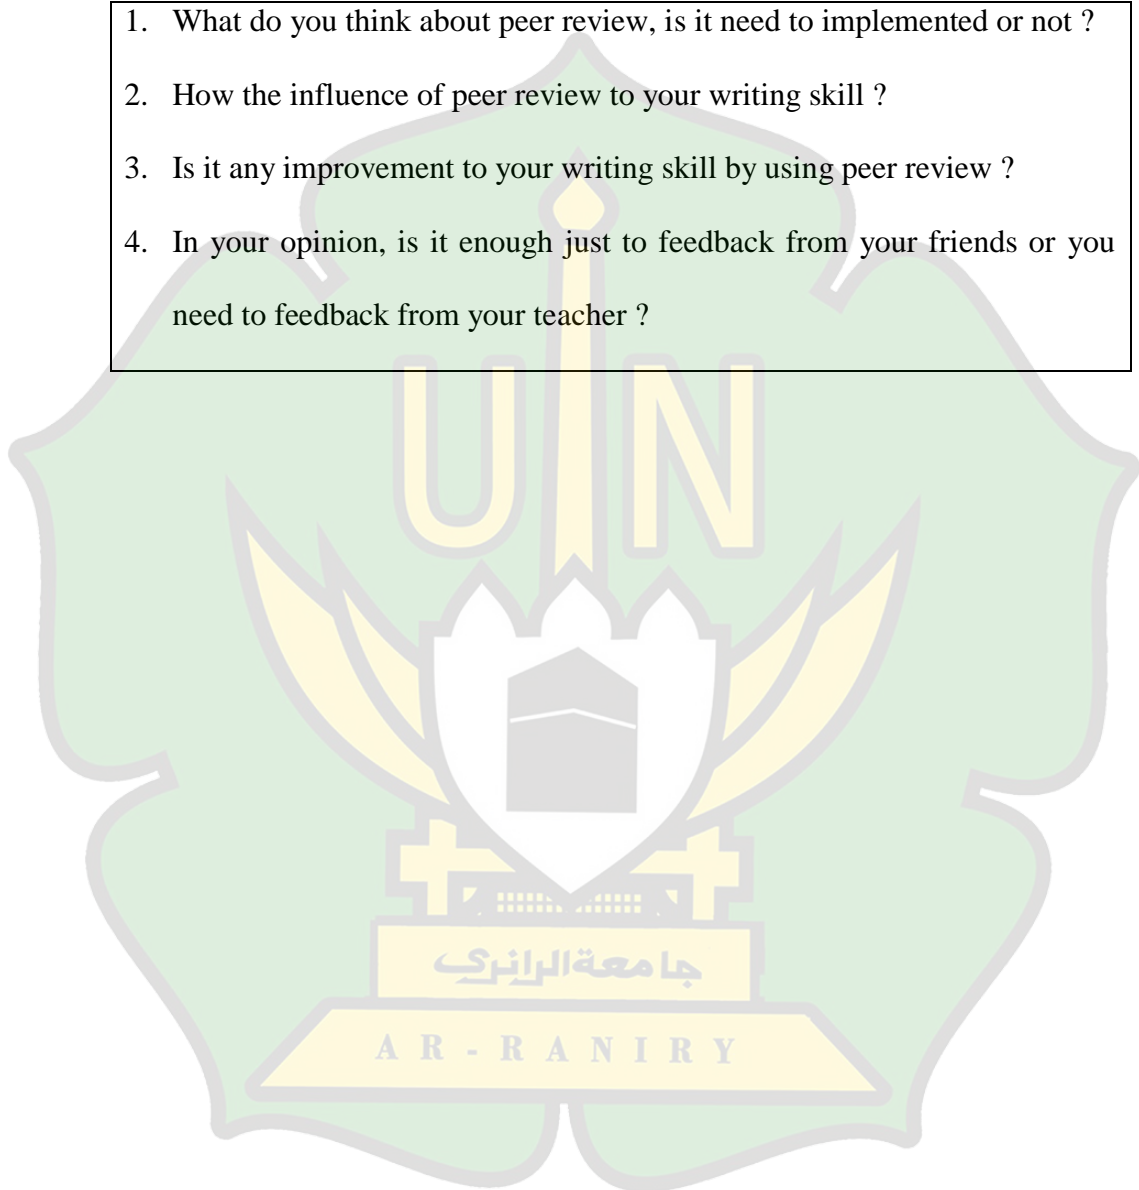 1. What do you think about peer review, is it need to implemented or not ?
2. How the influence of peer review to your writing skill ?
3. Is it any improvement to your writing skill by using peer review ?
4. In your opinion, is it enough just to feedback from your friends or you
need to feedback from your teacher ?
UIN
جامعة الرانري
AR-RANIRY